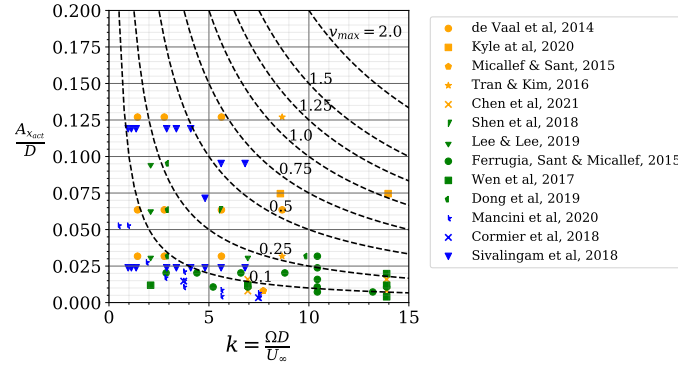 0.200
0.175
0.150
0.125
0.100
0.075
0.050
0.025
0.000
A_{x_{act}}
D
0
5
10
15
k = ΩD / U_∞
v_{max} = 2.0
1.5
1.25
1.0
0.75
0.5
0.25
0.1
de Vaal et al, 2014
Kyle at al, 2020
Micallef & Sant, 2015
Tran & Kim, 2016
Chen et al, 2021
Shen et al, 2018
Lee & Lee, 2019
Ferrugia, Sant & Micallef, 2015
Wen et al, 2017
Dong et al, 2019
Mancini et al, 2020
Cormier et al, 2018
Sivalingam et al, 2018